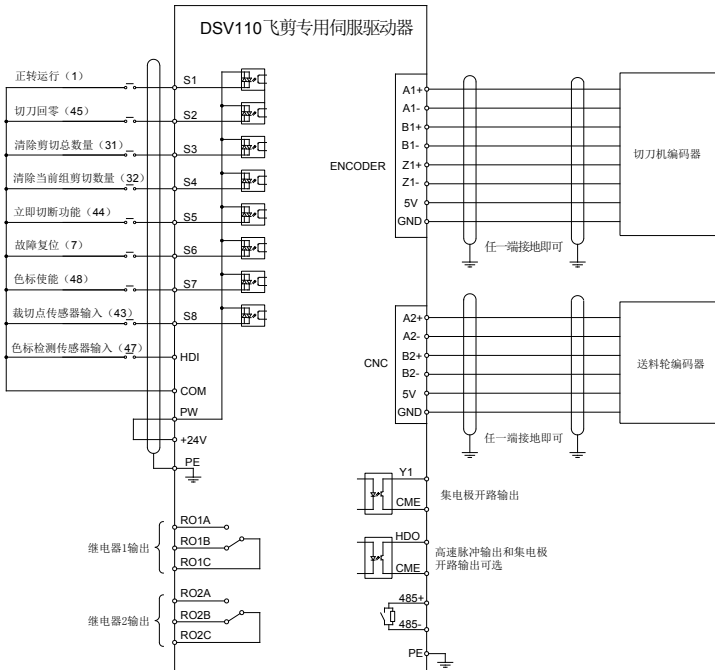 DSV110飞剪专用伺服驱动器
正转运行（1）
S1
切刀回零（45）
S2
清除剪切总数量（31）
S3
清除当前组剪切数量（32）
S4
立即切断功能（44）
S5
故障复位（7）
S6
色标使能（48）
S7
裁切点传感器输入（43）
S8
色标检测传感器输入（47）
HDI
COM
PW
+24V
PE
继电器1输出
RO1A
RO1B
RO1C
继电器2输出
RO2A
RO2B
RO2C
ENCODER
A1+
A1-
B1+
B1-
Z1+
Z1-
5V
GND
切刀机编码器
任一端接地即可
CNC
A2+
A2-
B2+
B2-
5V
GND
送料轮编码器
任一端接地即可
Y1
CME
集电极开路输出
HDO
CME
高速脉冲输出和集电极
开路输出可选
485+
485-
PE